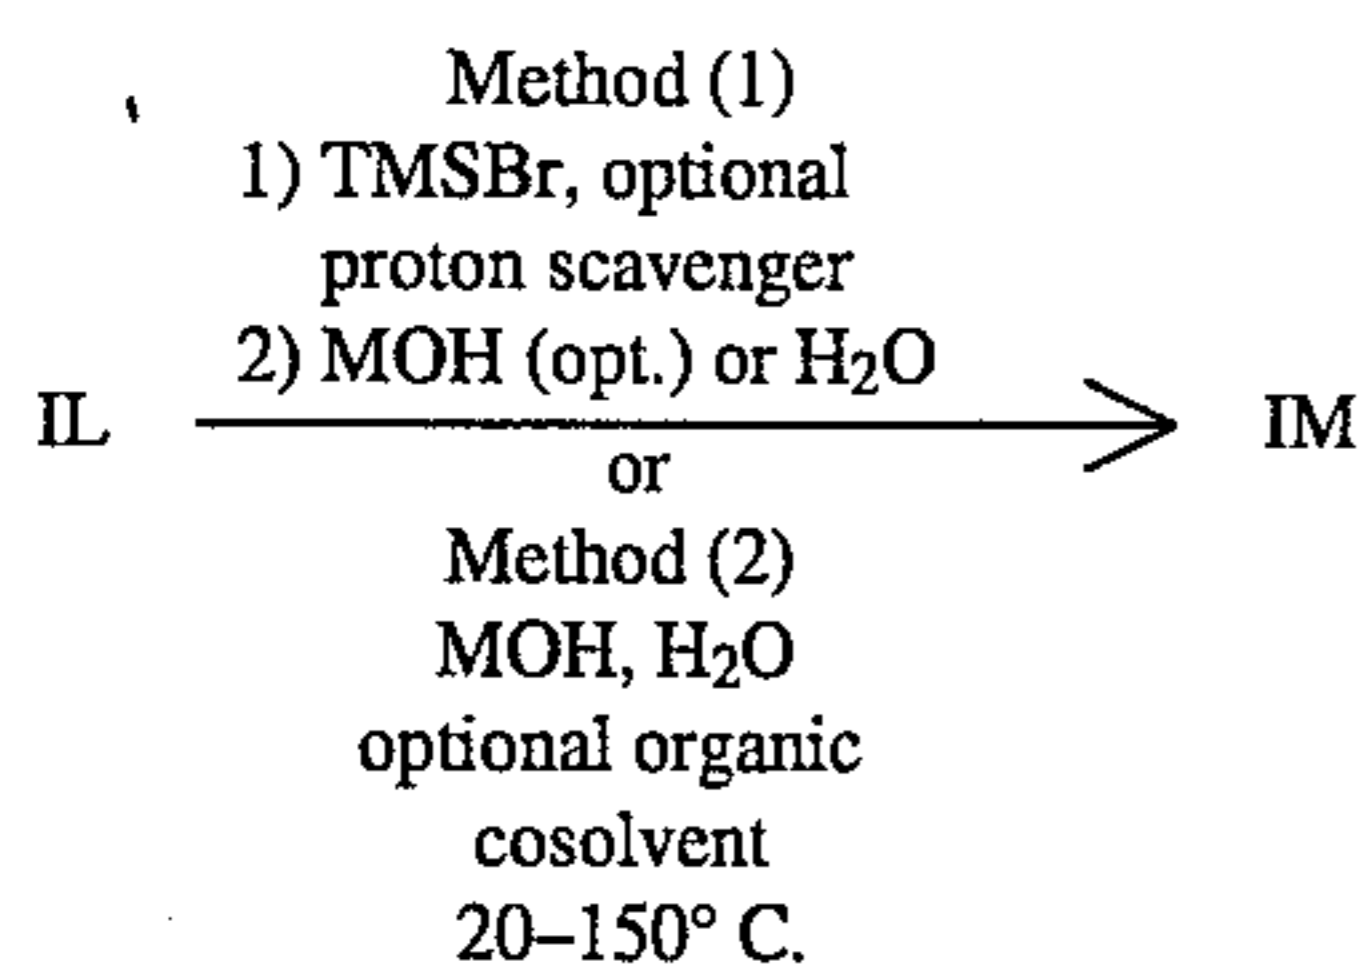 Method (1)
1) TMSBr, optional
proton scavenger
2) MOH (opt.) or H₂O
IL
IM
or
Method (2)
MOH, H₂O
optional organic
cosolvent
20–150° C.